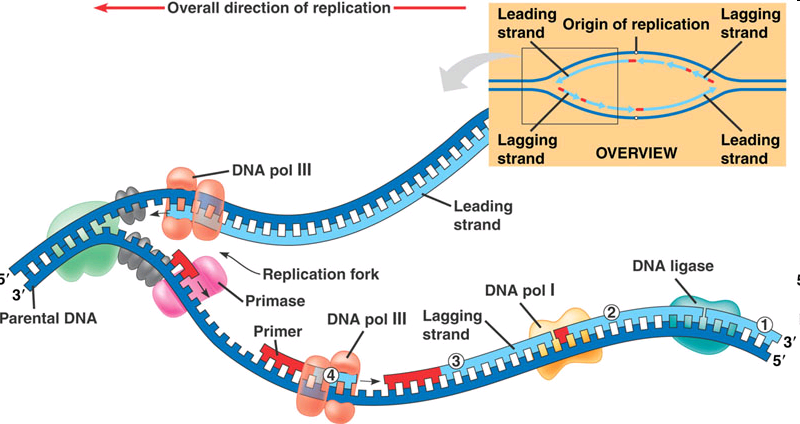 Overall direction of replication
Leading
strand
Origin of replication
Lagging
strand
Lagging
strand
OVERVIEW
Leading
strand
DNA pol III
Leading
strand
Replication fork
5′
3′
Parental DNA
Primase
Primer
DNA pol III
4
Lagging
strand
3
DNA pol I
2
DNA ligase
1
3′
5′